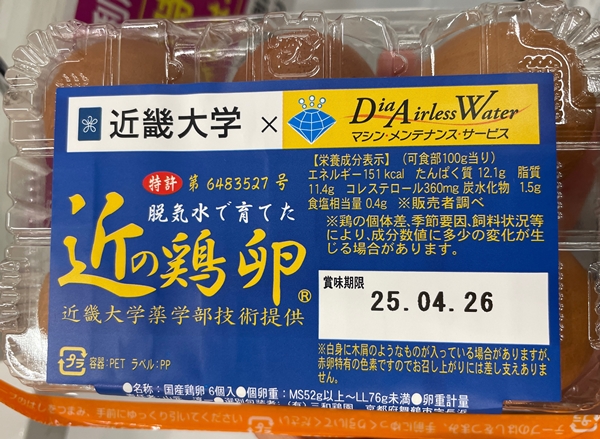 近畿大学 × DiaAirlessWater
マシン・メンテナンス・サービス
特許 第6483527号
脱気水で育てた
近の鶏卵®
近畿大学薬学部技術提供
【栄養成分表示】(可食部100g当り)
エネルギー151kcal たんぱく質 12.1g 脂質
11.4g コレステロール360mg 炭水化物 1.5g
食塩相当量 0.4g ※販売者調べ
※鶏の個体差、季節要因、飼料状況等
により、成分数値に多少の変化が生
じる場合があります。
賞味期限
25.04.26
※白身に木屑のようなものが入っている場合がありますが、
赤卵特有の色素ですのでお召し上がりには差し支えありま
せん。
プラ 容器:PET ラベル:PP
●名称:国産鶏卵 6個入●個卵重:MS52g以上~LL76g未満●卵重計量